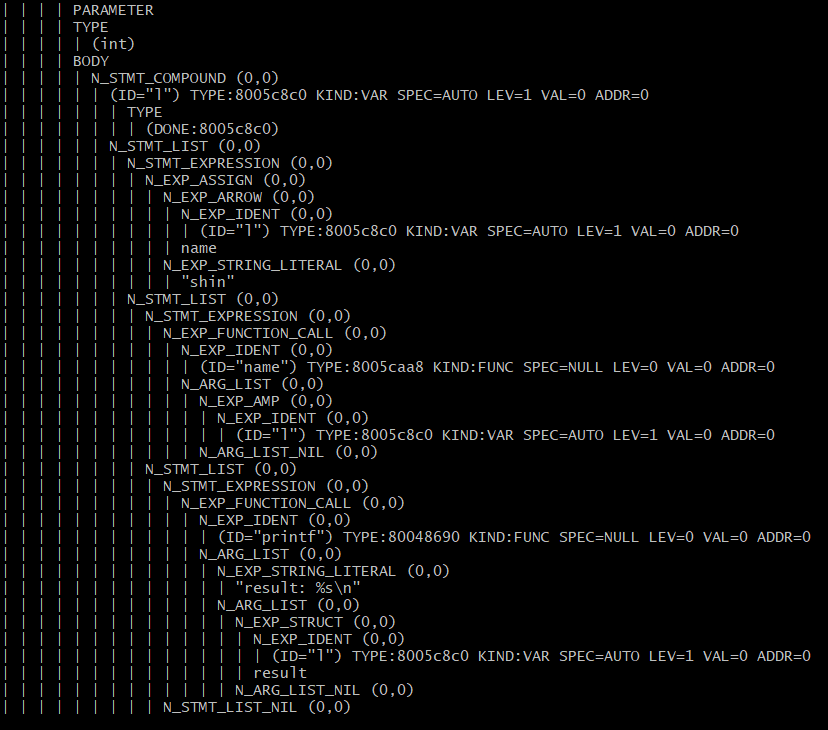 | | | | PARAMETER
| | | | TYPE
| | | | | (int)
| | | | BODY
| | | | | N_STMT_COMPOUND (0,0)
| | | | | | (ID="l") TYPE:8005c8c0 KIND:VAR SPEC=AUTO LEV=1 VAL=0 ADDR=0
| | | | | | | TYPE
| | | | | | | | (DONE:8005c8c0)
| | | | | | N_STMT_LIST (0,0)
| | | | | | | N_STMT_EXPRESSION (0,0)
| | | | | | | | N_EXP_ASSIGN (0,0)
| | | | | | | | | N_EXP_ARROW (0,0)
| | | | | | | | | | N_EXP_IDENT (0,0)
| | | | | | | | | | | (ID="l") TYPE:8005c8c0 KIND:VAR SPEC=AUTO LEV=1 VAL=0 ADDR=0
| | | | | | | | | | name
| | | | | | | | | N_EXP_STRING_LITERAL (0,0)
| | | | | | | | | | "shin"
| | | | | | | N_STMT_LIST (0,0)
| | | | | | | | N_STMT_EXPRESSION (0,0)
| | | | | | | | | N_EXP_FUNCTION_CALL (0,0)
| | | | | | | | | | N_EXP_IDENT (0,0)
| | | | | | | | | | | (ID="name") TYPE:8005caa8 KIND:FUNC SPEC=NULL LEV=0 VAL=0 ADDR=0
| | | | | | | | | | N_ARG_LIST (0,0)
| | | | | | | | | | | N_EXP_AMP (0,0)
| | | | | | | | | | | | N_EXP_IDENT (0,0)
| | | | | | | | | | | | | (ID="l") TYPE:8005c8c0 KIND:VAR SPEC=AUTO LEV=1 VAL=0 ADDR=0
| | | | | | | | | | | N_ARG_LIST_NIL (0,0)
| | | | | | | | N_STMT_LIST (0,0)
| | | | | | | | | N_STMT_EXPRESSION (0,0)
| | | | | | | | | | N_EXP_FUNCTION_CALL (0,0)
| | | | | | | | | | | N_EXP_IDENT (0,0)
| | | | | | | | | | | | (ID="printf") TYPE:80048690 KIND:FUNC SPEC=NULL LEV=0 VAL=0 ADDR=0
| | | | | | | | | | | N_ARG_LIST (0,0)
| | | | | | | | | | | | N_EXP_STRING_LITERAL (0,0)
| | | | | | | | | | | | | "result: %s\n"
| | | | | | | | | | | | N_ARG_LIST (0,0)
| | | | | | | | | | | | | N_EXP_STRUCT (0,0)
| | | | | | | | | | | | | | N_EXP_IDENT (0,0)
| | | | | | | | | | | | | | | (ID="l") TYPE:8005c8c0 KIND:VAR SPEC=AUTO LEV=1 VAL=0 ADDR=0
| | | | | | | | | | | | | | result
| | | | | | | | | | | | | N_ARG_LIST_NIL (0,0)
| | | | | | | | | N_STMT_LIST_NIL (0,0)